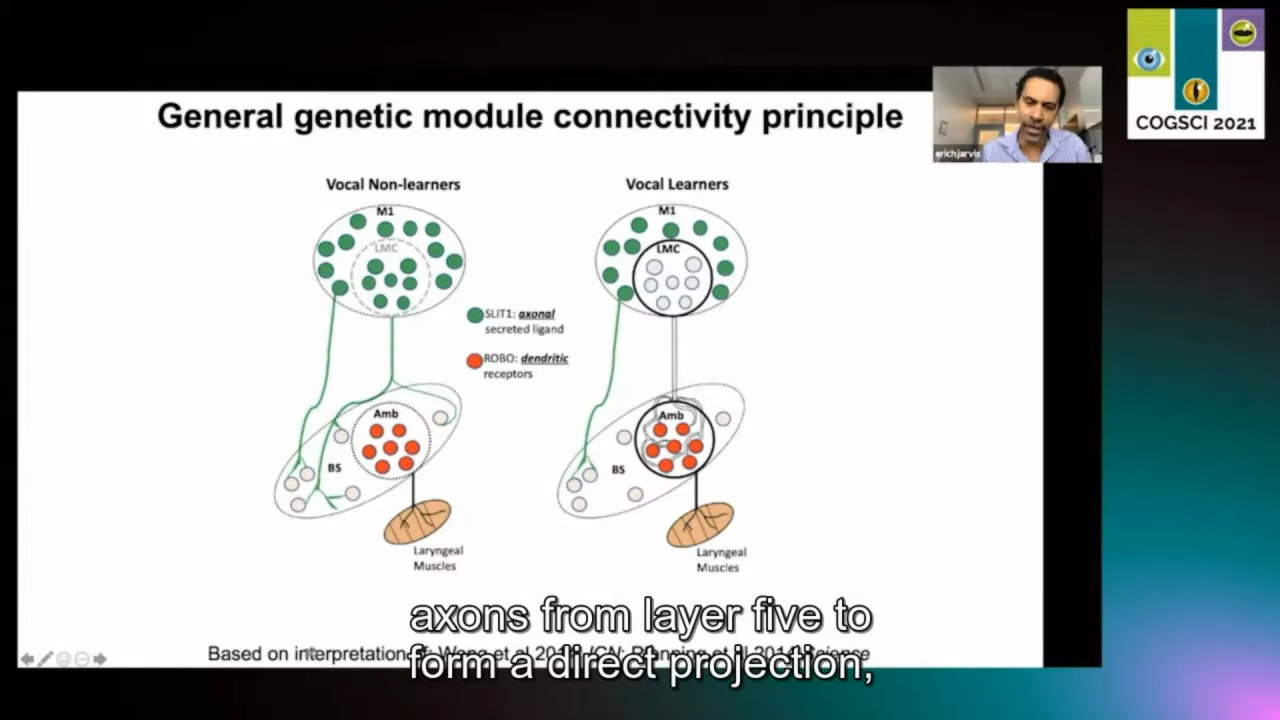 General genetic module connectivity principle
erichjarvis
COGSCI 2021
Vocal Non-learners
Vocal Learners
M1
LMC
M1
LMC
SLIT1: axonal
secreted ligand
ROBO: dendritic
receptors
Amb
BS
Amb
BS
Laryngeal
Muscles
Laryngeal
Muscles
axons from layer five to
Based on interpretation
form a direct projection,